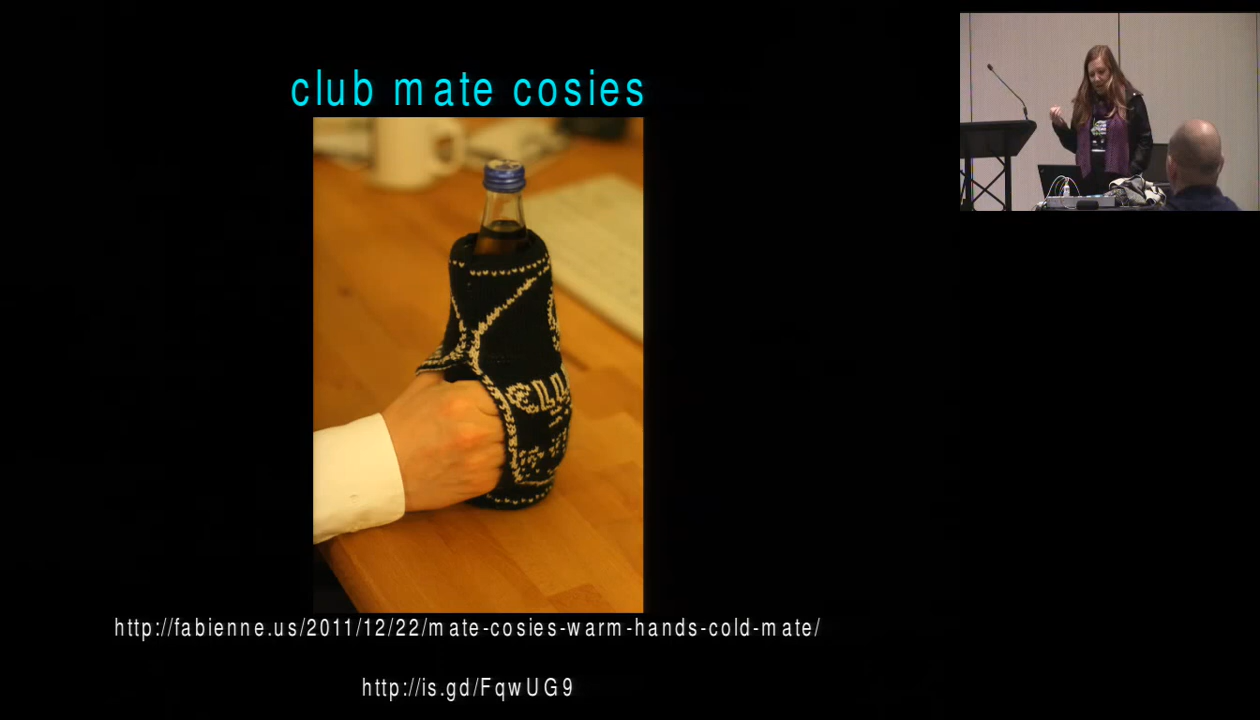 club mate cosies
http://fabienne.us/2011/12/22/mate-cosies-warm-hands-cold-mate/
http://is.gd/FqwUG9